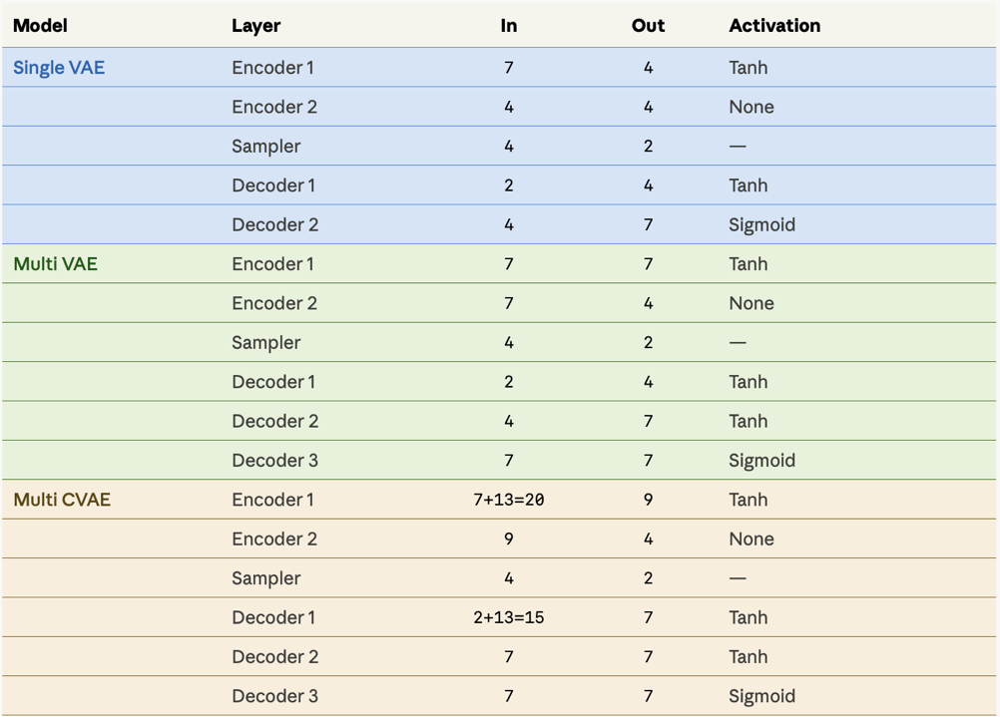 Model Layer In Out Activation
Single VAE Encoder 1 7 4 Tanh
Encoder 2 4 4 None
Sampler 4 2 —
Decoder 1 2 4 Tanh
Decoder 2 4 7 Sigmoid
Multi VAE Encoder 1 7 7 Tanh
Encoder 2 7 4 None
Sampler 4 2 —
Decoder 1 2 4 Tanh
Decoder 2 4 7 Tanh
Decoder 3 7 7 Sigmoid
Multi CVAE Encoder 1 7+13=20 9 Tanh
Encoder 2 9 4 None
Sampler 4 2 —
Decoder 1 2+13=15 7 Tanh
Decoder 2 7 7 Tanh
Decoder 3 7 7 Sigmoid